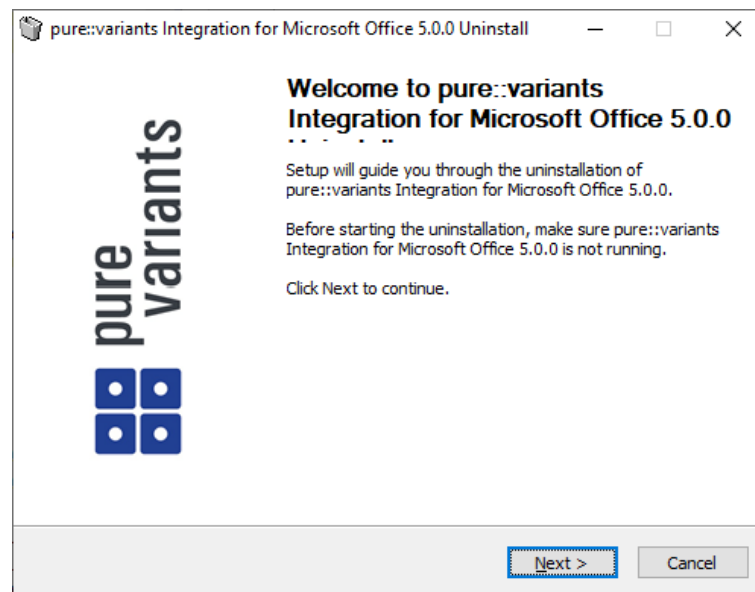 pure::variants Integration for Microsoft Office 5.0.0 Uninstall
Welcome to pure::variants
Integration for Microsoft Office 5.0.0
Setup will guide you through the uninstallation of
pure::variants Integration for Microsoft Office 5.0.0.
Before starting the uninstallation, make sure pure::variants
Integration for Microsoft Office 5.0.0 is not running.
Click Next to continue.
pure
variants
Next >
Cancel